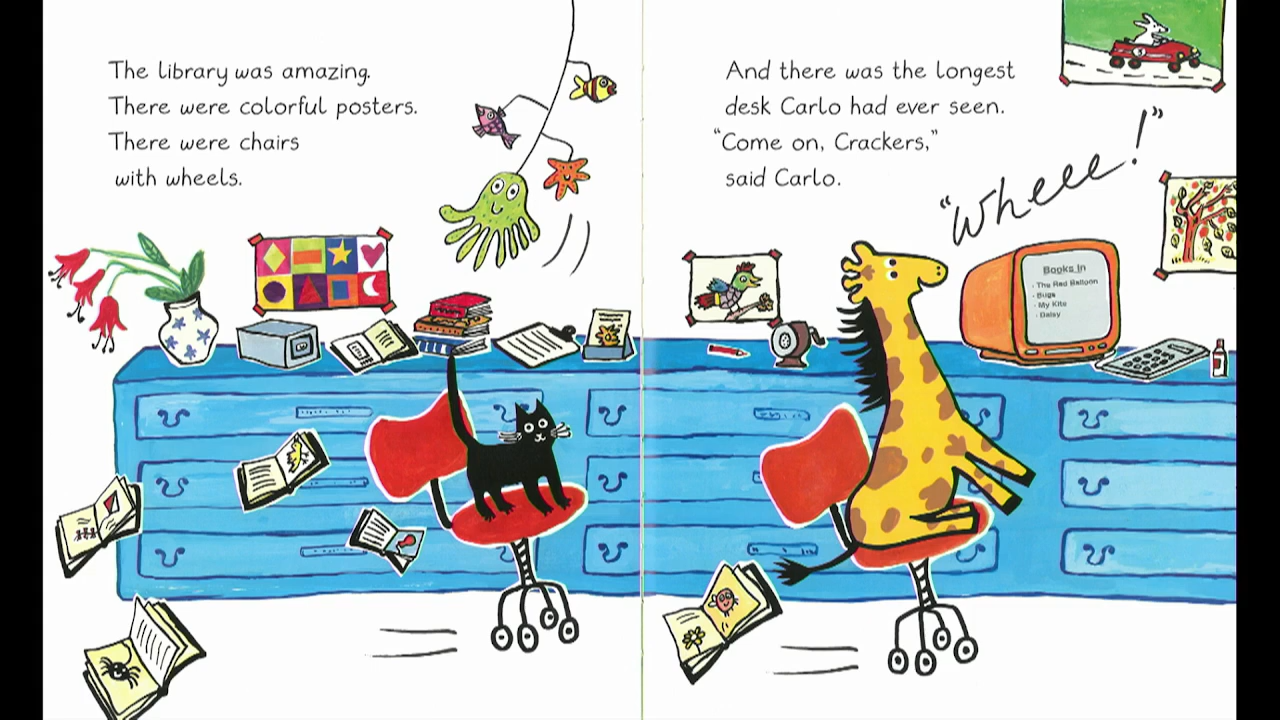 The library was amazing.
There were colorful posters.
There were chairs
with wheels.
And there was the longest
desk Carlo had ever seen.
“Come on, Crackers,”
said Carlo.
“Wheee!”
Books In
- The Red Balloon
- Bugs
- My Kite
- Daisy
5